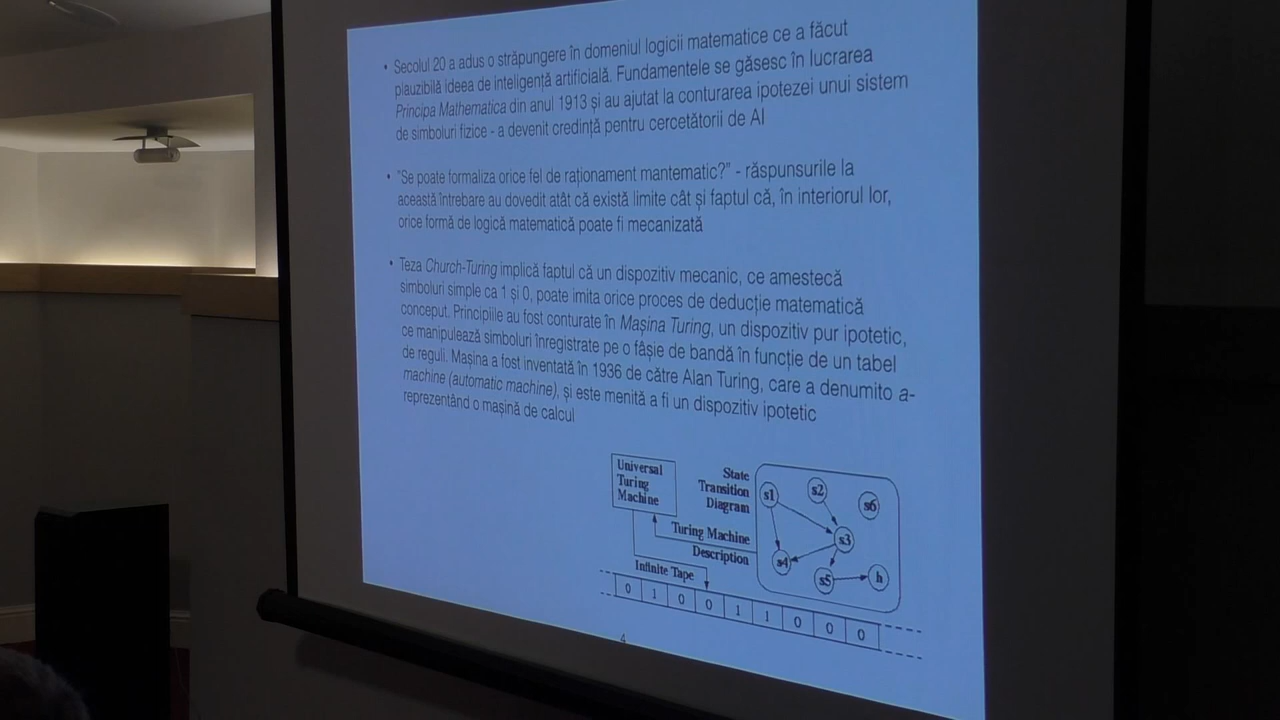 • Secolul 20 a adus o străpungere în domeniul logicii matematice ce a făcut
plauzibilă ideea de inteligență artificială. Fundamentele se găsesc în lucrarea
Principa Mathematica din anul 1913 și au ajutat la conturarea ipotezei unui sistem
de simboluri fizice - a devenit credință pentru cercetătorii de AI
• "Se poate formaliza orice fel de raționament mantematic?" - răspunsurile la
această întrebare au dovedit atât că există limite cât și faptul că, în interiorul lor,
orice formă de logică matematică poate fi mecanizată
• Teza Church-Turing implică faptul că un dispozitiv mecanic, ce amestecă
simboluri simple ca 1 și 0, poate imita orice proces de deducție matematică
conceput. Principiile au fost conturate în Mașina Turing, un dispozitiv pur ipotetic,
ce manipulează simboluri înregistrate pe o fâșie de bandă în funcție de un tabel
de reguli. Mașina a fost inventată în 1936 de către Alan Turing, care a denumito a-
machine (automatic machine), și este menită a fi un dispozitiv ipotetic
reprezentând o mașină de calcul
Universal
Turing
Machine
State
Transition
Diagram
Turing Machine
Description
s1
s2
s6
s3
s4
s5
h
Infinite Tape
0 1 0 0 1 1 0 0 0
4